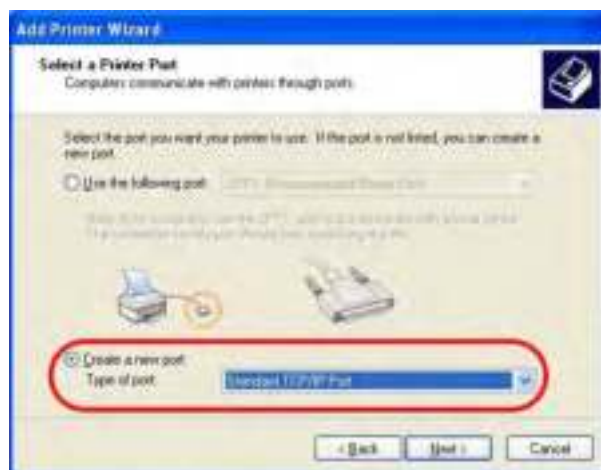 Add Printer Wizard
Select a Printer Port
Computers communicate with printers through ports.
Select the port you want your printer to use. If the port is not listed, you can create a
new port.
Use the following port:
Create a new port
Type of port:
Standard TCP/IP Port
< Back
Next >
Cancel